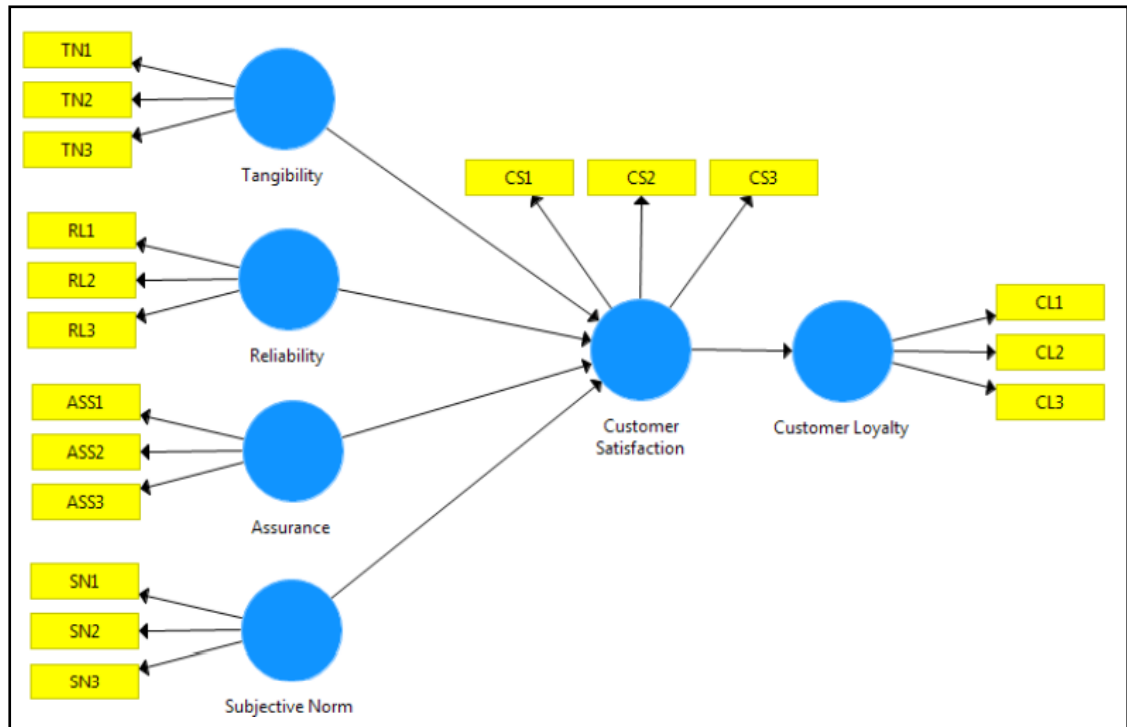 TN1
TN2
TN3
Tangibility
RL1
RL2
RL3
Reliability
ASS1
ASS2
ASS3
Assurance
SN1
SN2
SN3
Subjective Norm
CS1
CS2
CS3
Customer
Satisfaction
Customer Loyalty
CL1
CL2
CL3